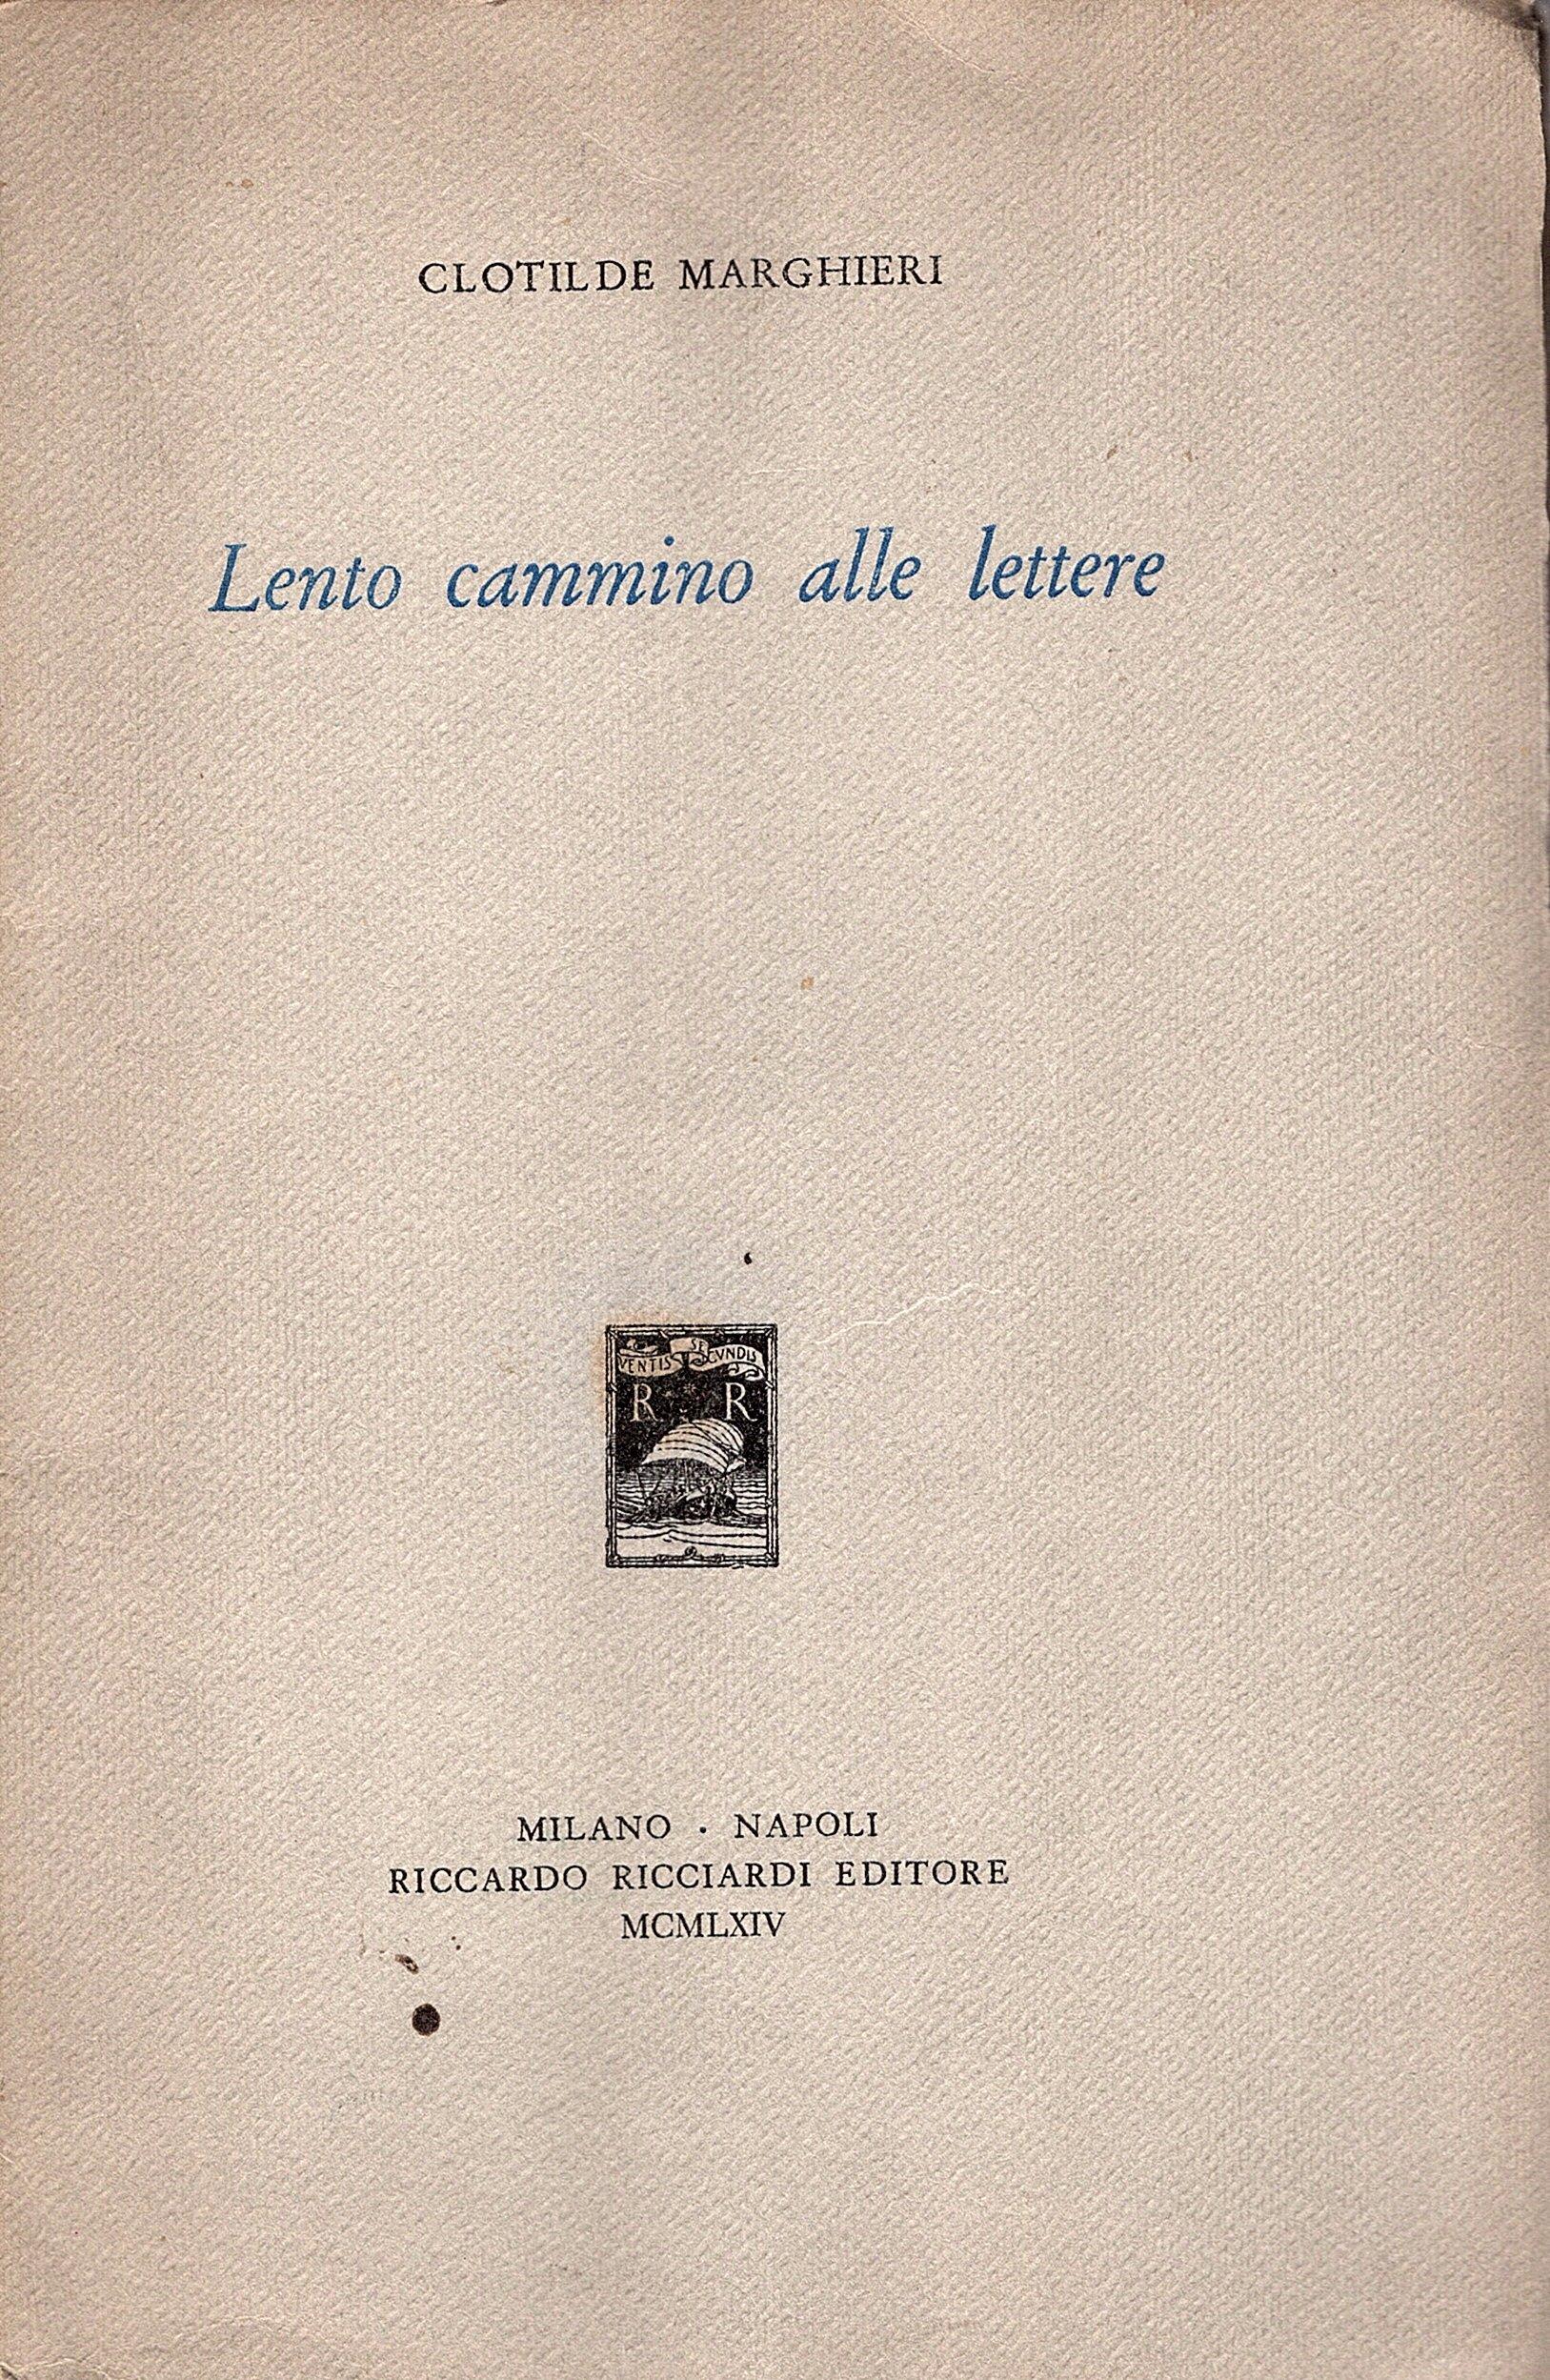 CLOTILDE MARGHIERI
Lento cammino alle lettere
VENTIS SECVNDIS
R R
MILANO · NAPOLI
RICCARDO RICCIARDI EDITORE
MCMLXIV